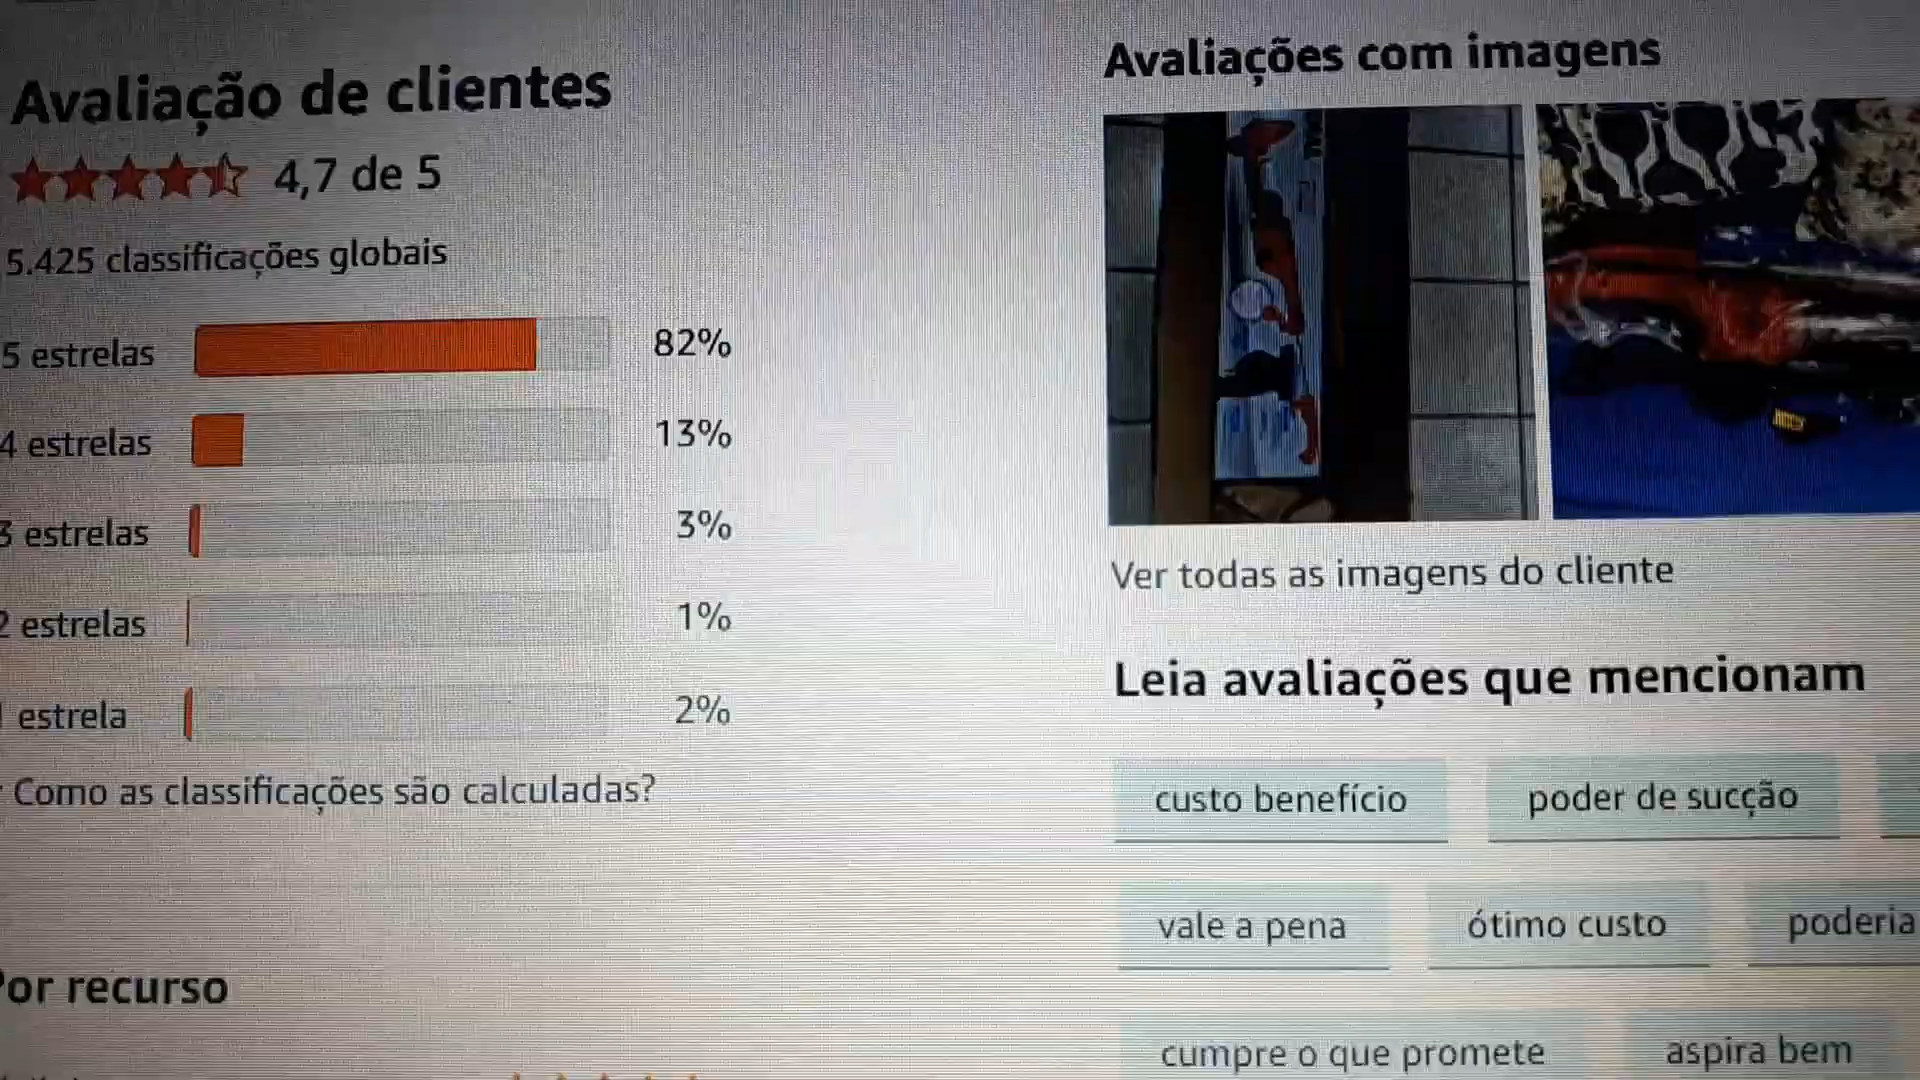 Avaliação de clientes
4,7 de 5
5.425 classificações globais
5 estrelas 82%
4 estrelas 13%
3 estrelas 3%
2 estrelas 1%
estrela 2%
Como as classificações são calculadas?
Por recurso
Avaliações com imagens
Ver todas as imagens do cliente
Leia avaliações que mencionam
custo benefício poder de sucção
vale a pena ótimo custo poderia
cumpre o que promete aspira bem